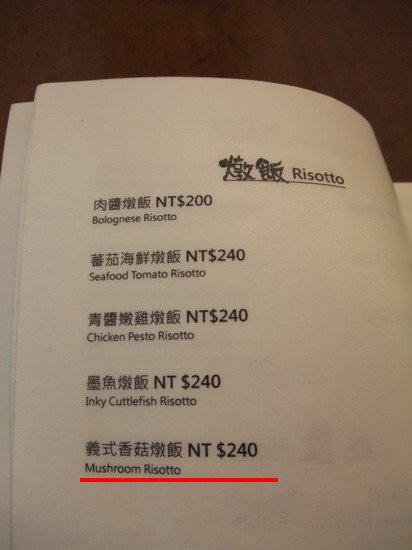 燉飯 Risotto
肉醬燉飯 NT$200
Bolognese Risotto
蕃茄海鮮燉飯 NT$240
Seafood Tomato Risotto
青醬嫩雞燉飯 NT$240
Chicken Pesto Risotto
墨魚燉飯 NT $240
Inky Cuttlefish Risotto
義式香菇燉飯 NT $240
Mushroom Risotto